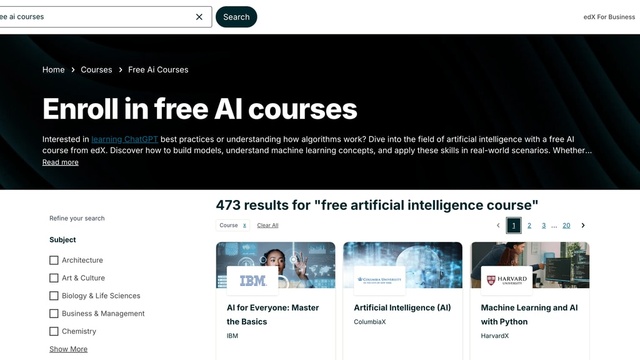 ee ai courses
Search
edX For Business
Home > Courses > Free Ai Courses
Enroll in free AI courses
Interested in learning ChatGPT best practices or understanding how algorithms work? Dive into the field of artificial intelligence with a free AI
course from edX. Discover how to build models, understand machine learning concepts, and apply these skills in real-world scenarios. Whether...
Read more
473 results for "free artificial intelligence course"
Refine your search
Course x Clear All
1 2 3 ... 20
Subject
Architecture
Art & Culture
Biology & Life Sciences
Business & Management
Chemistry
Show More
IBM
AI for Everyone: Master
the Basics
IBM
COLUMBIA UNIVERSITY
Artificial Intelligence (AI)
ColumbiaX
HARVARD
UNIVERSITY
Machine Learning and AI
with Python
HarvardX